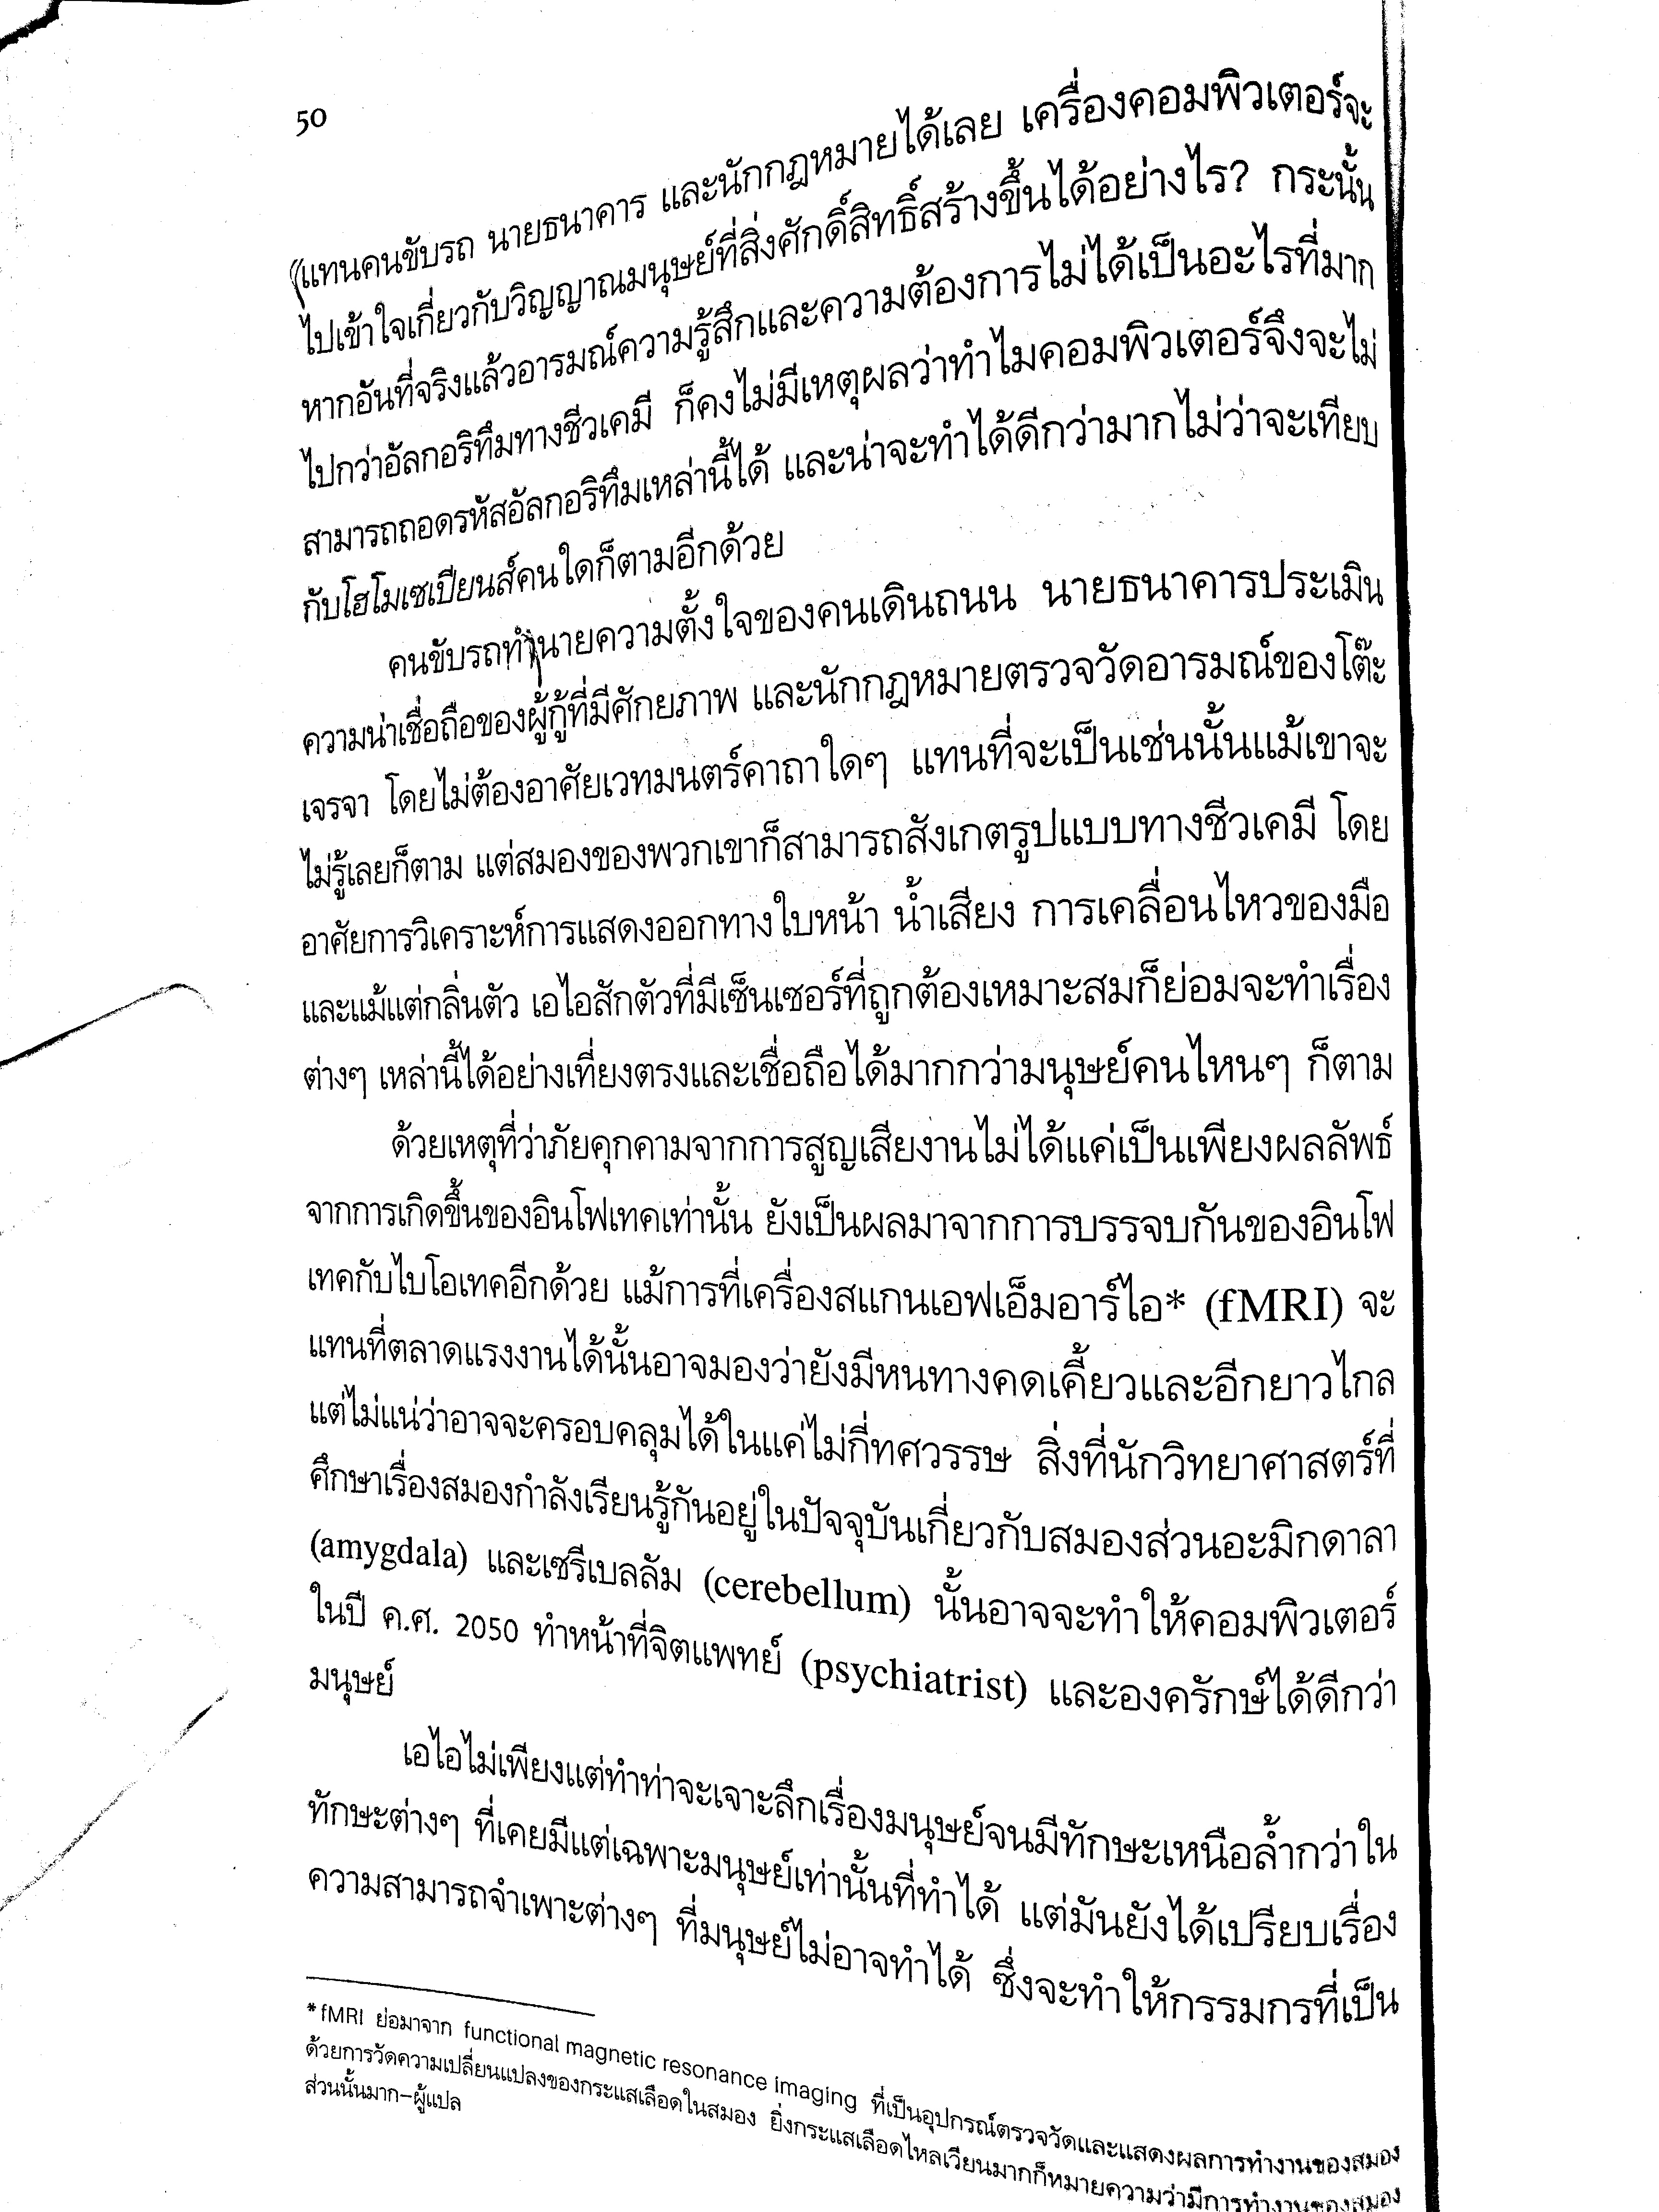 50
แทนคนขับรถ นายธนาคาร และนักกฎหมายได้เลย เครื่องคอมพิวเตอร์จะ
ไปเข้าใจเกี่ยวกับวิญญาณมนุษย์ที่สิ่งศักดิ์สิทธิ์สร้างขึ้นได้อย่างไร? กระนั้น
หากอันที่จริงแล้วอารมณ์ความรู้สึกและความต้องการไม่ได้เป็นอะไรที่มาก
ไปกว่าอัลกอริทึมทางชีวเคมี ก็คงไม่มีเหตุผลว่าทำไมคอมพิวเตอร์จึงจะไม่
สามารถถอดรหัสอัลกอริทึมเหล่านี้ได้ และน่าจะทำได้ดีกว่ามากไม่ว่าจะเทียบ
กับโฮโมเซเปียนส์คนใดก็ตามอีกด้วย
คนขับรถทำนายความตั้งใจของคนเดินถนน นายธนาคารประเมิน
ความน่าเชื่อถือของผู้กู้ที่มีศักยภาพ และนักกฎหมายตรวจวัดอารมณ์ของโต๊ะ
เจรจา โดยไม่ต้องอาศัยเวทมนตร์คาถาใดๆ แทนที่จะเป็นเช่นนั้นแม้เขาจะ
ไม่รู้เลยก็ตาม แต่สมองของพวกเขาก็สามารถสังเกตรูปแบบทางชีวเคมี โดย
อาศัยการวิเคราะห์การแสดงออกทางใบหน้า น้ำเสียง การเคลื่อนไหวของมือ
และแม้แต่กลิ่นตัว เอไอสักตัวที่มีเซ็นเซอร์ที่ถูกต้องเหมาะสมก็ย่อมจะทำเรื่อง
ต่างๆ เหล่านี้ได้อย่างเที่ยงตรงและเชื่อถือได้มากกว่ามนุษย์คนไหนๆ ก็ตาม
ด้วยเหตุที่ว่าภัยคุกคามจากการสูญเสียงานไม่ได้แค่เป็นเพียงผลลัพธ์
จากการเกิดขึ้นของอินโฟเทคเท่านั้น ยังเป็นผลมาจากการบรรจบกันของอินโฟ
เทคกับไบโอเทคอีกด้วย แม้การที่เครื่องสแกนเอฟเอ็มอาร์ไอ* (fMRI) จะ
แทนที่ตลาดแรงงานได้นั้นอาจมองว่ายังมีหนทางคดเคี้ยวและอีกยาวไกล
แต่ไม่แน่ว่าอาจจะครอบคลุมได้ในแค่ไม่กี่ทศวรรษ สิ่งที่นักวิทยาศาสตร์ที่
ศึกษาเรื่องสมองกำลังเรียนรู้กันอยู่ในปัจจุบันเกี่ยวกับสมองส่วนอะมิกดาลา
(amygdala) และเซรีเบลลัม (cerebellum) นั้นอาจจะทำให้คอมพิวเตอร์
ในปี ค.ศ. 2050 ทำหน้าที่จิตแพทย์ (psychiatrist) และองครักษ์ได้ดีกว่า
มนุษย์
เอไอไม่เพียงแต่ทำท่าจะเจาะลึกเรื่องมนุษย์จนมีทักษะเหนือล้ำกว่าใน
ทักษะต่างๆ ที่เคยมีแต่เฉพาะมนุษย์เท่านั้นที่ทำได้ แต่มันยังได้เปรียบเรื่อง
ความสามารถจำเพาะต่างๆ ที่มนุษย์ไม่อาจทำได้ ซึ่งจะทำให้กรรมกรที่เป็น
*fMRI ย่อมาจาก functional magnetic resonance imaging ที่เป็นอุปกรณ์ตรวจวัดและแสดงผลการทำงานของสมอง
ด้วยการวัดความเปลี่ยนแปลงของกระแสเลือดในสมอง ยิ่งกระแสเลือดไหลเวียนมากก็หมายความว่ามีการทำงานของสมอง
ส่วนนั้นมาก–ผู้แปล